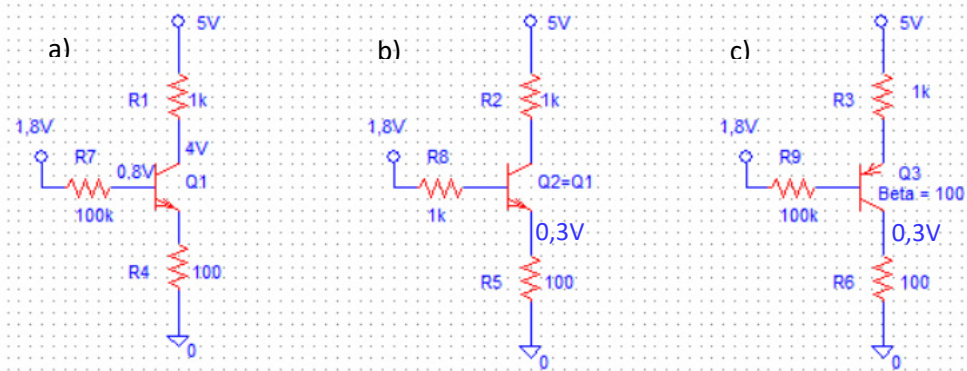 a)
5V
R1
1k
1,8V
4V
R7
0,8V
Q1
100k
R4
100
0
b)
5V
R2
1k
1,8V
R8
Q2=Q1
1k
0,3V
R5
100
0
c)
5V
R3
1k
1,8V
R9
Q3
Beta = 100
100k
0,3V
R6
100
0